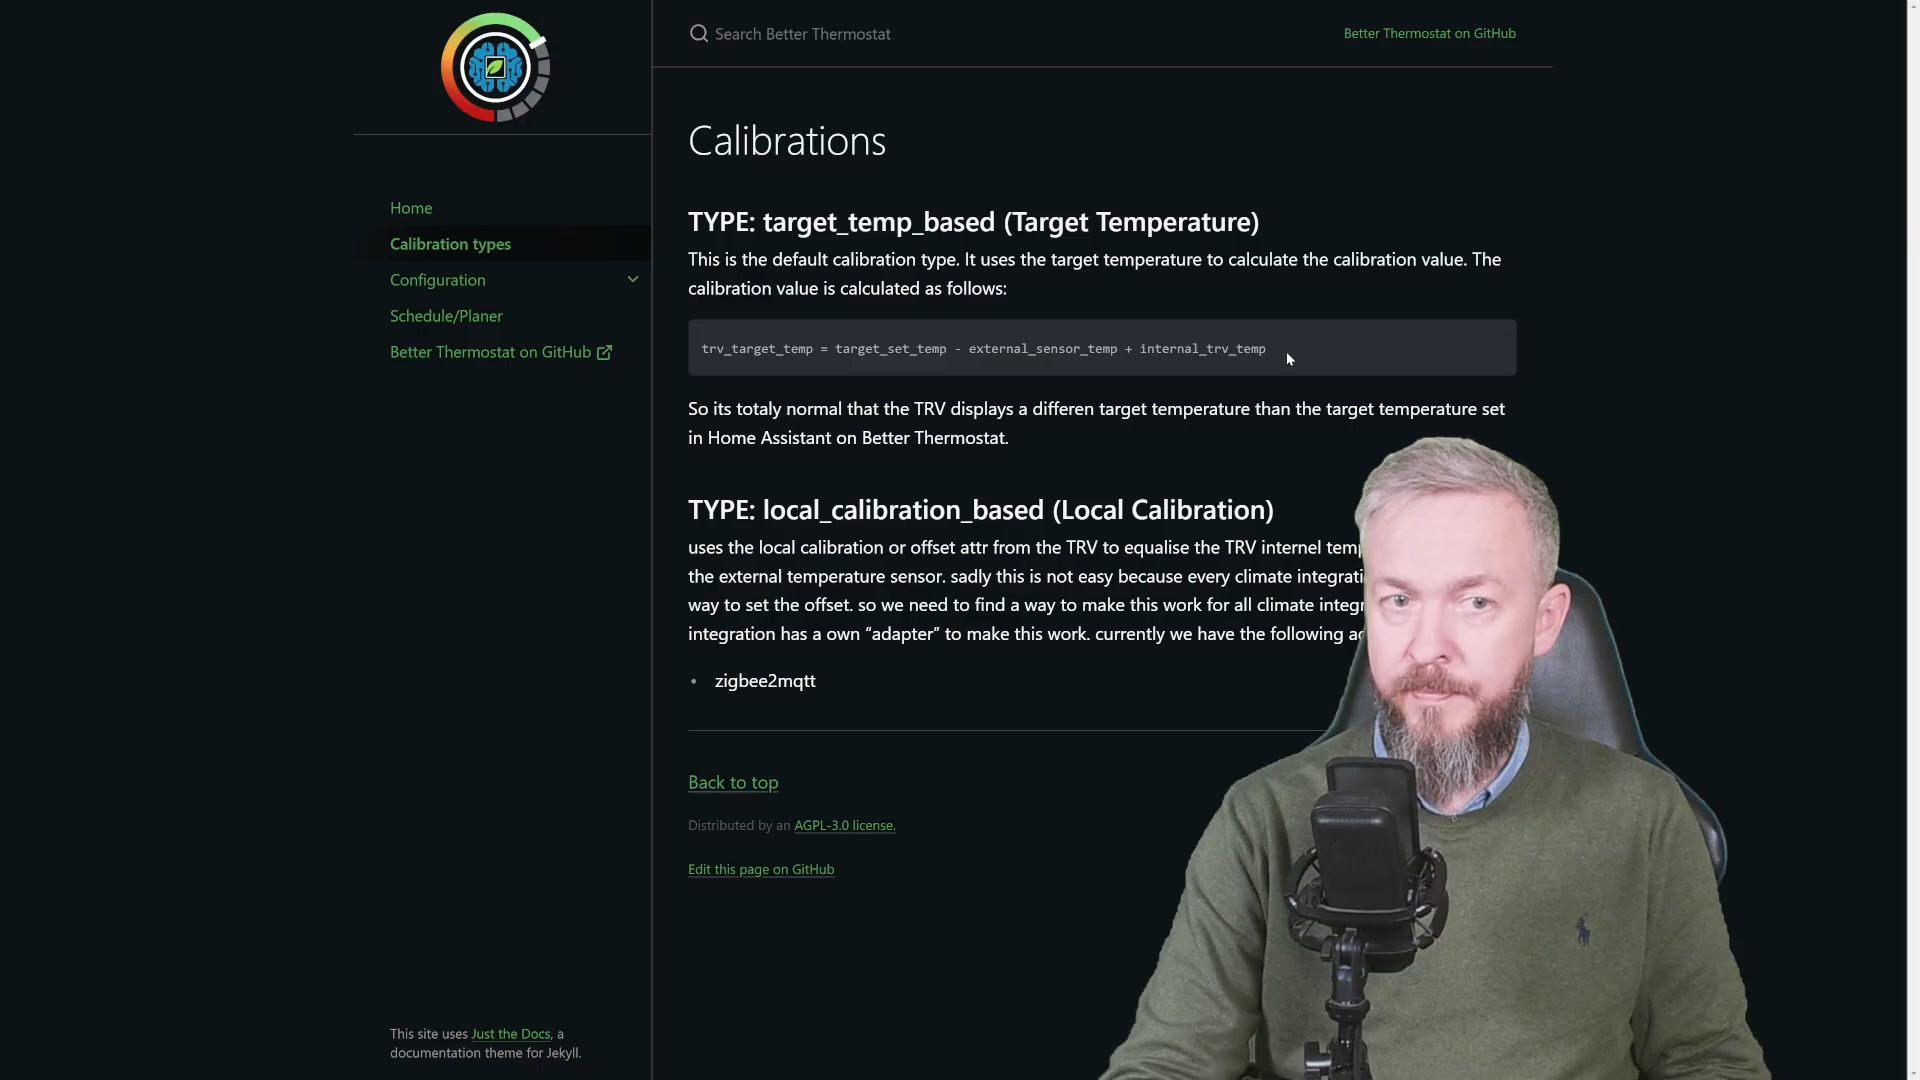 Search Better Thermostat
Better Thermostat on GitHub
Home
Calibration types
Configuration
Schedule/Planer
Better Thermostat on GitHub
Calibrations
TYPE: target_temp_based (Target Temperature)
This is the default calibration type. It uses the target temperature to calculate the calibration value. The
calibration value is calculated as follows:
trv_target_temp = target_set_temp - external_sensor_temp + internal_trv_temp
So its totaly normal that the TRV displays a differen target temperature than the target temperature set
in Home Assistant on Better Thermostat.
TYPE: local_calibration_based (Local Calibration)
uses the local calibration or offset attr from the TRV to equalise the TRV internel
the external temperature sensor. sadly this is not easy because every climate
way to set the offset. so we need to find a way to make this work for all climate
integration has a own “adapter” to make this work. currently we have the following
• zigbee2mqtt
Back to top
Distributed by an AGPL-3.0 license.
Edit this page on GitHub
This site uses Just the Docs, a
documentation theme for Jekyll.